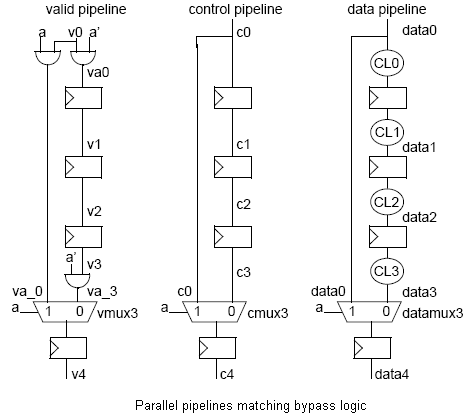 valid pipeline
a v0 a'
va0
v1
v2
a' v3
va_0 va_3
a 1 0 vmux3
v4
control pipeline
c0
c1
c2
c3
c0
a 1 0 cmux3
c4
data pipeline
data0
CL0
CL1
data1
CL2
data2
CL3
data0 data3
a 1 0 datamux3
data4
Parallel pipelines matching bypass logic